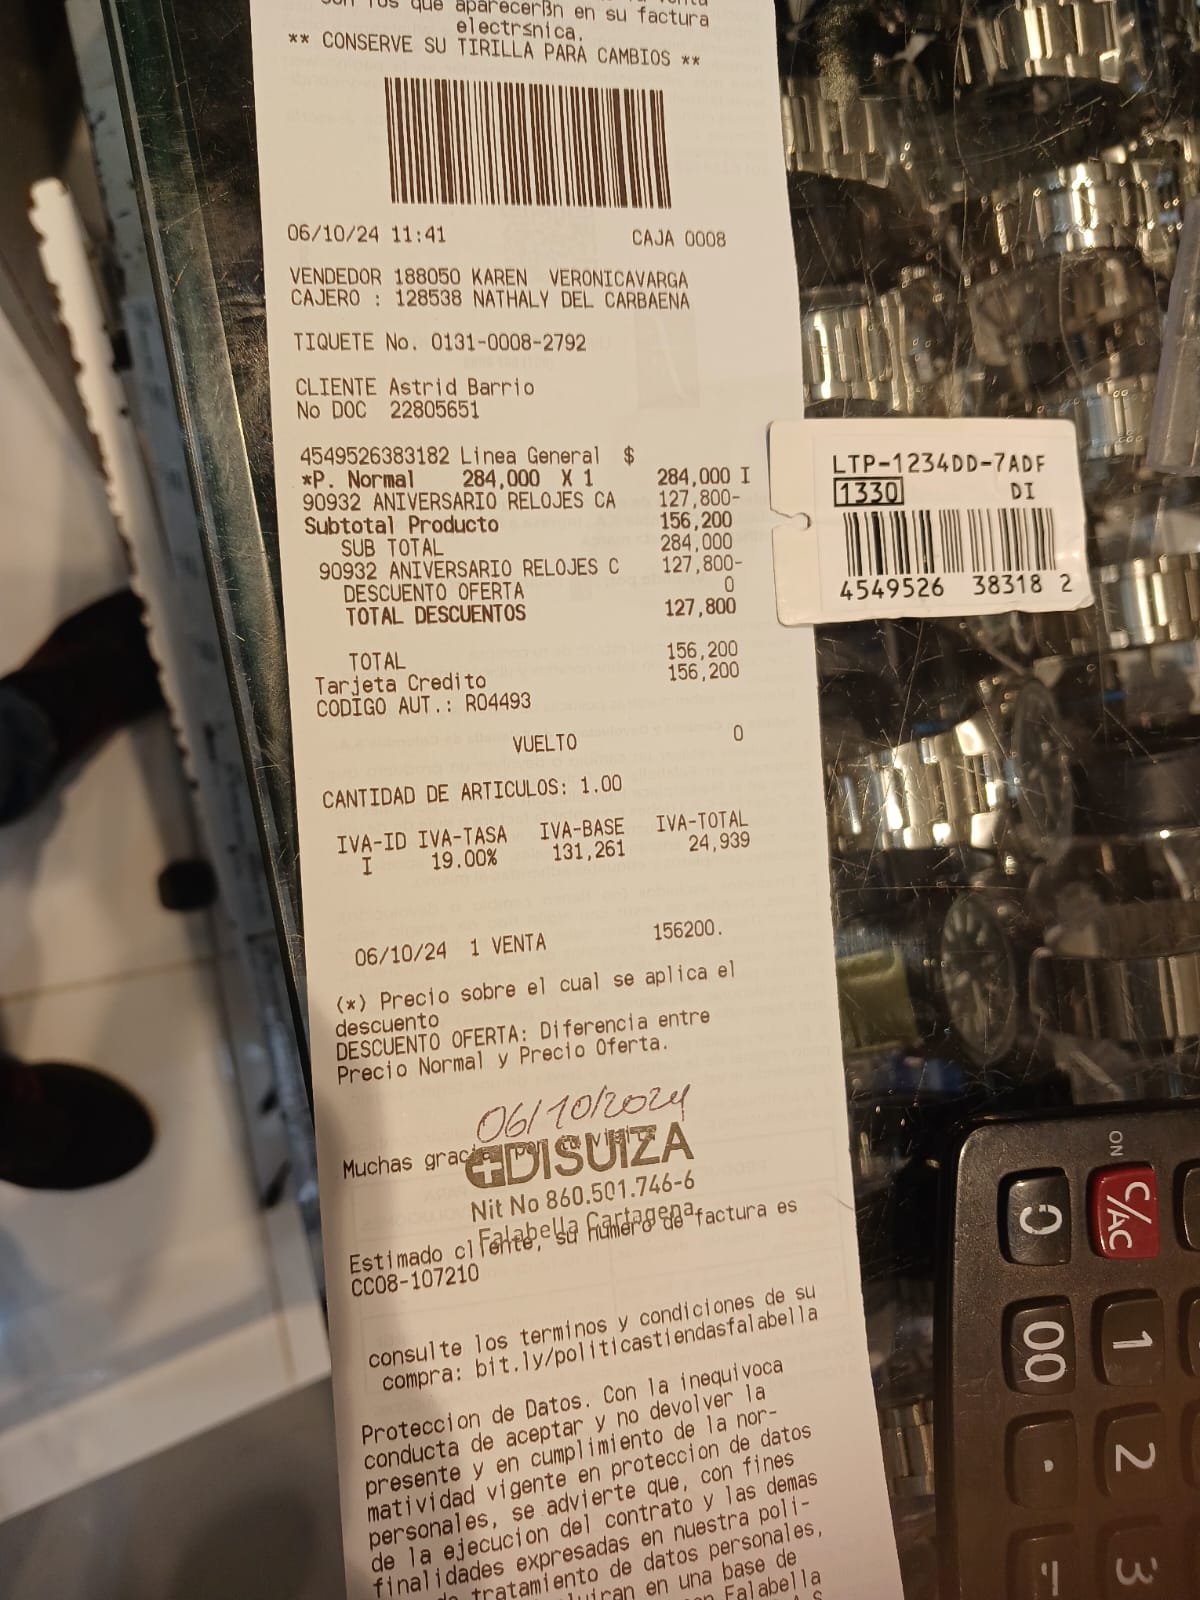 son los que aparecerßn en su factura
electr≤nica.
** CONSERVE SU TIRILLA PARA CAMBIOS **
06/10/24 11:41 CAJA 0008
VENDEDOR 188050 KAREN VERONICAVARGA
CAJERO : 128538 NATHALY DEL CARBAENA
TIQUETE No. 0131-0008-2792
CLIENTE Astrid Barrio
No DOC 22805651
4549526383182 Linea General $
*P. Normal 284,000 X 1 284,000 I
90932 ANIVERSARIO RELOJES CA 127,800-
Subtotal Producto 156,200
SUB TOTAL 284,000
90932 ANIVERSARIO RELOJES C 127,800-
DESCUENTO OFERTA 0
TOTAL DESCUENTOS 127,800
TOTAL 156,200
Tarjeta Credito 156,200
CODIGO AUT.: R04493
VUELTO 0
CANTIDAD DE ARTICULOS: 1.00
IVA-ID IVA-TASA IVA-BASE IVA-TOTAL
I 19.00% 131,261 24,939
06/10/24 1 VENTA 156200.
(*) Precio sobre el cual se aplica el
descuento
DESCUENTO OFERTA: Diferencia entre
Precio Normal y Precio Oferta.
06/10/2024
Muchas grac
DISUIZA
Nit No 860.501.746-6
Falabella Cartagena
Estimado cliente, su numero de factura es
CC08-107210
consulte los terminos y condiciones de su
compra: bit.ly/politicastiendasfalabella
Proteccion de Datos. Con la inequivoca
conducta de aceptar y no devolver la
presente y en cumplimiento de la nor-
matividad vigente en proteccion de datos
personales, se advierte que, con fines
de la ejecucion del contrato y las demas
finalidades expresadas en nuestra poli-
tratamiento de datos personales,
en una base de
Falabella
LTP-1234DD-7ADF
1330 DI
4549526 38318 2
ON
0 C/AC
00 1
. 2
= 3